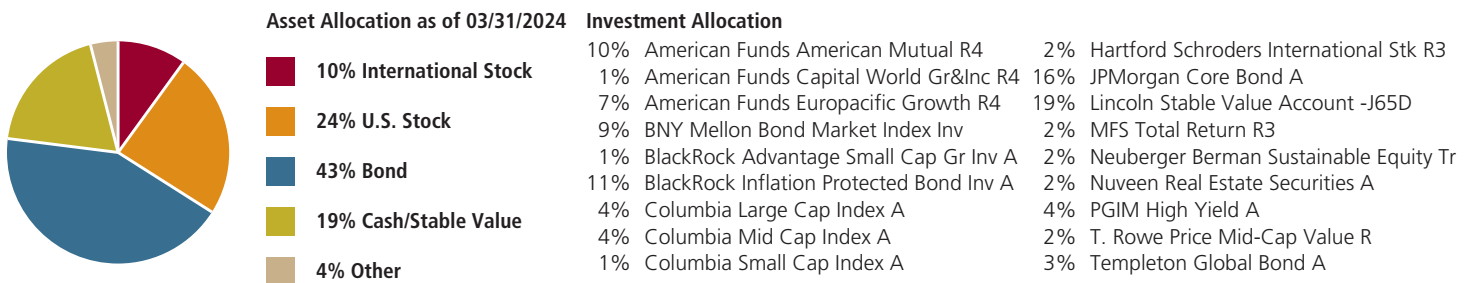 Asset Allocation as of 03/31/2024
10% International Stock
24% U.S. Stock
43% Bond
19% Cash/Stable Value
4% Other
Investment Allocation
10% American Funds American Mutual R4
1% American Funds Capital World Gr&Inc R4
7% American Funds Europacific Growth R4
9% BNY Mellon Bond Market Index Inv
1% BlackRock Advantage Small Cap Gr Inv A
11% BlackRock Inflation Protected Bond Inv A
4% Columbia Large Cap Index A
4% Columbia Mid Cap Index A
1% Columbia Small Cap Index A
2% Hartford Schroders International Stk R3
16% JPMorgan Core Bond A
19% Lincoln Stable Value Account -J65D
2% MFS Total Return R3
2% Neuberger Berman Sustainable Equity Tr
2% Nuveen Real Estate Securities A
4% PGIM High Yield A
2% T. Rowe Price Mid-Cap Value R
3% Templeton Global Bond A